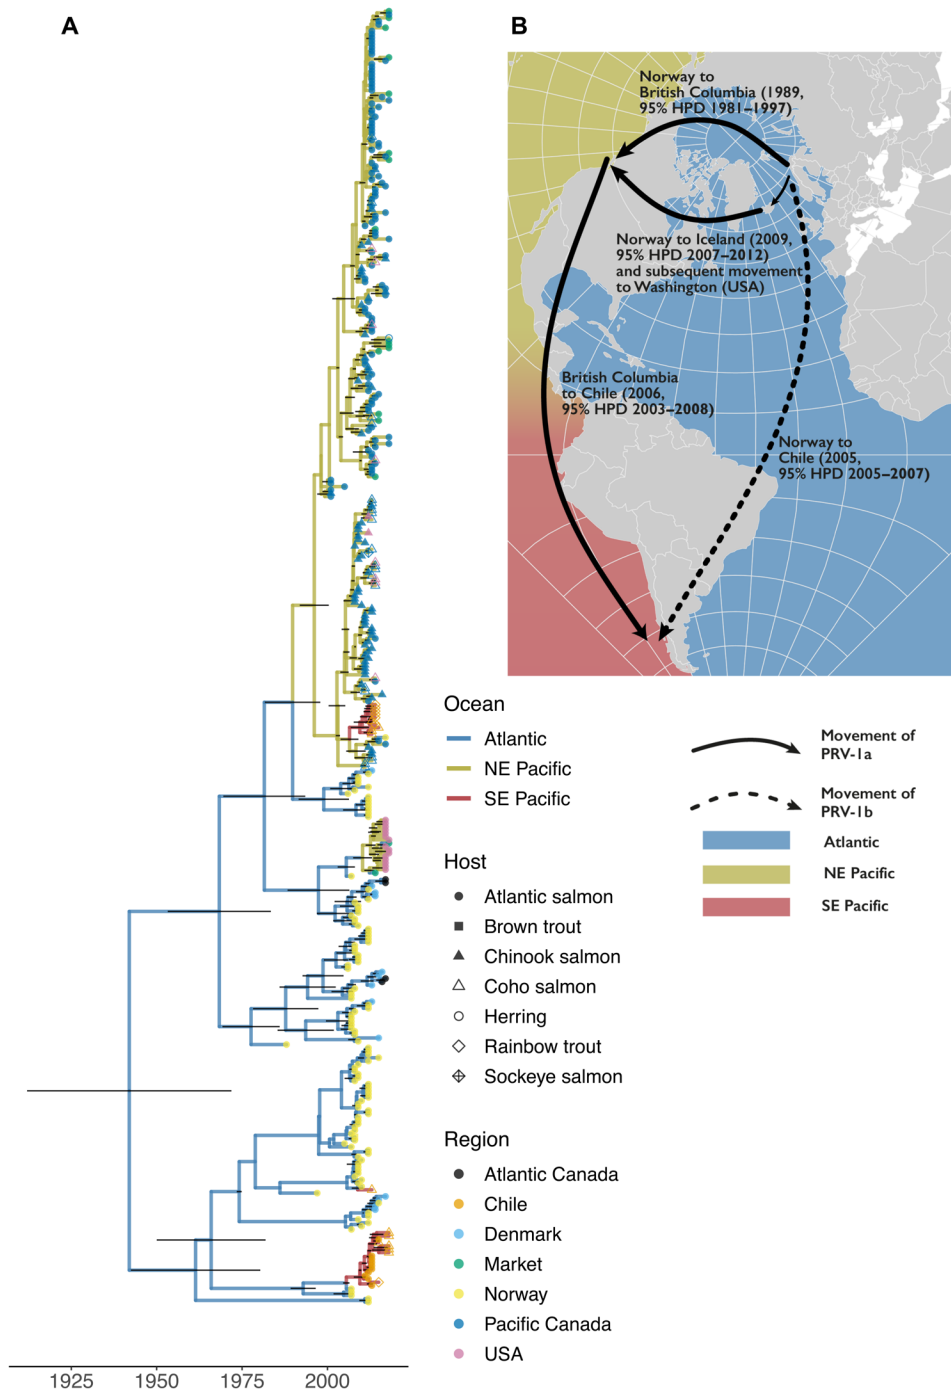 A
B
Norway to
British Columbia (1989,
95% HPD 1981–1997)
Norway to Iceland (2009,
95% HPD 2007–2012)
and subsequent movement
to Washington (USA)
British Columbia
to Chile (2006,
95% HPD 2003–2008)
Norway to
Chile (2005,
95% HPD 2005–2007)
Ocean
Atlantic
NE Pacific
SE Pacific
Movement of
PRV-1a
Movement of
PRV-1b
Atlantic
NE Pacific
SE Pacific
Host
Atlantic salmon
Brown trout
Chinook salmon
Coho salmon
Herring
Rainbow trout
Sockeye salmon
Region
Atlantic Canada
Chile
Denmark
Market
Norway
Pacific Canada
USA
1925 1950 1975 2000